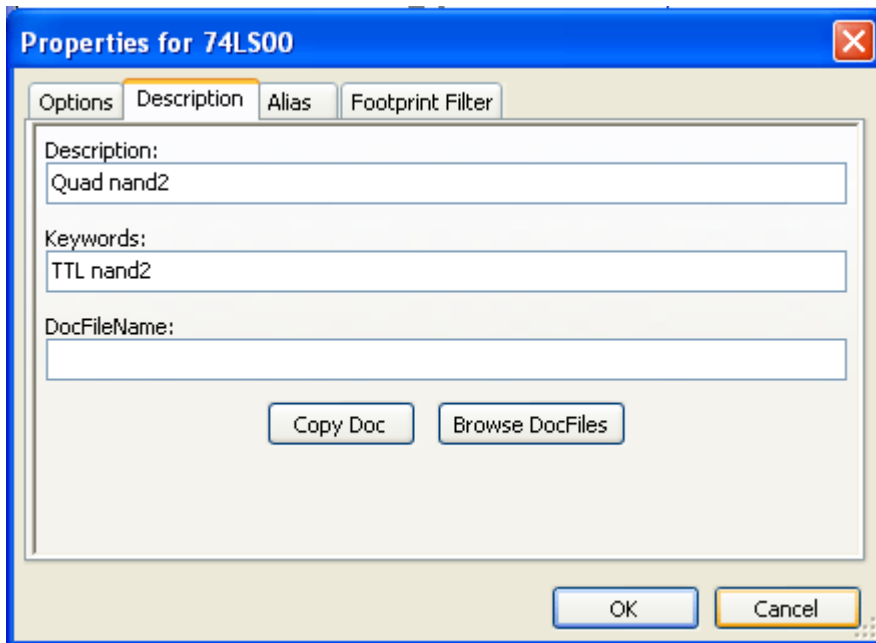 Properties for 74LS00
Options Description Alias Footprint Filter
Description:
Quad nand2
Keywords:
TTL nand2
DocFileName:
Copy Doc Browse DocFiles
OK Cancel